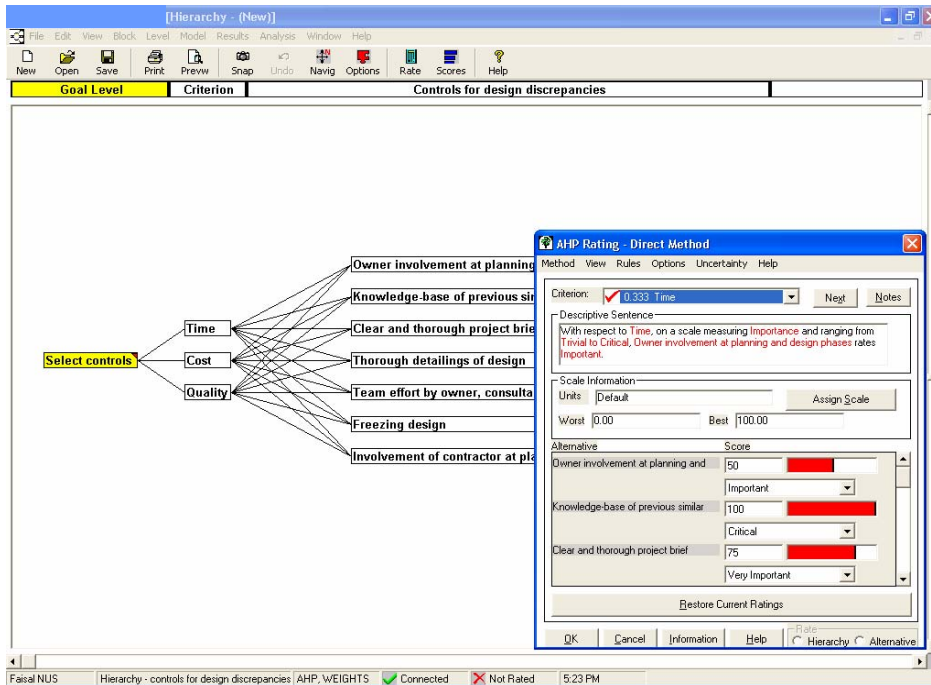 [Hierarchy - (New)]
File Edit View Block Level Model Results Analysis Window Help
New Open Save Print Prevw Snap Undo Navig Options Rate Scores Help
Goal Level Criterion Controls for design discrepancies
Owner involvement at planning
Knowledge-base of previous sin
Time Clear and thorough project brie
Select controls Cost Thorough detailings of design
Quality Team effort by owner, consulta
Freezing design
Involvement of contractor at pla
AHP Rating - Direct Method
Method View Rules Options Uncertainty Help
Criterion: 0.333 Time Next Notes
Descriptive Sentence
With respect to Time, on a scale measuring Importance and ranging from
Trivial to Critical, Owner involvement at planning and design phases rates
Important.
Scale Information
Units Default Assign Scale
Worst 0.00 Best 100.00
Alternative Score
Owner involvement at planning and 50
Important
Knowledge-base of previous similar 100
Critical
Clear and thorough project brief 75
Very Important
Restore Current Ratings
OK Cancel Information Help Rate Hierarchy Alternative
Faisal NUS Hierarchy - controls for design discrepancies AHP, WEIGHTS Connected Not Rated 5:23 PM